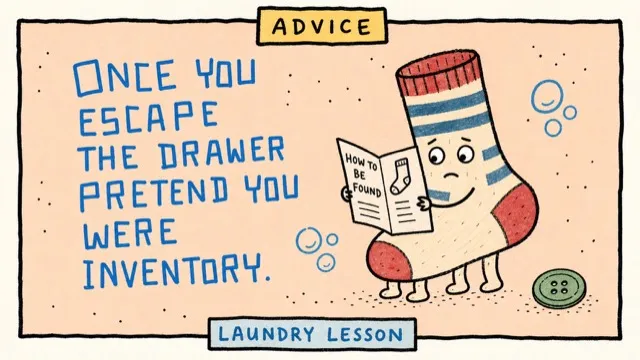 ADVICE
ONCE YOU
ESCAPE
THE DRAWER
PRETEND YOU
WERE
INVENTORY.
HOW TO
BE
FOUND
LAUNDRY LESSON